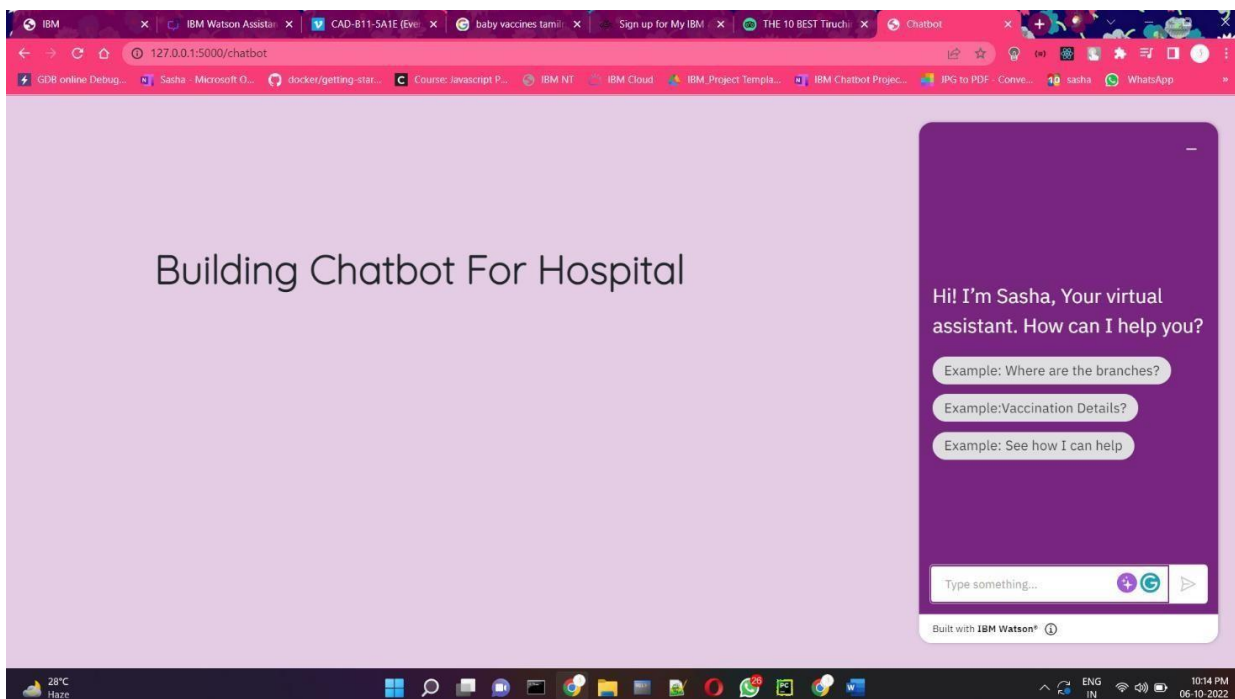 IBM
IBM Watson Assistan
CAD-B11-5A1E (Eve
baby vaccines tamil
Sign up for My IBM
THE 10 BEST Tiruchi
Chatbot
127.0.0.1:5000/chatbot
GDB online Debug...
Sasha - Microsoft O...
docker/getting-star...
Course: Javascript P...
IBM NT
IBM Cloud
IBM_Project Templa...
IBM Chatbot Projec...
JPG to PDF - Conve...
sasha
WhatsApp
»
Building Chatbot For Hospital
Hi! I'm Sasha, Your virtual
assistant. How can I help you?
Example: Where are the branches?
Example:Vaccination Details?
Example: See how I can help
Type something...
Built with IBM Watson®
28°C
Haze
26
ENG
IN
10:14 PM
06-10-2022